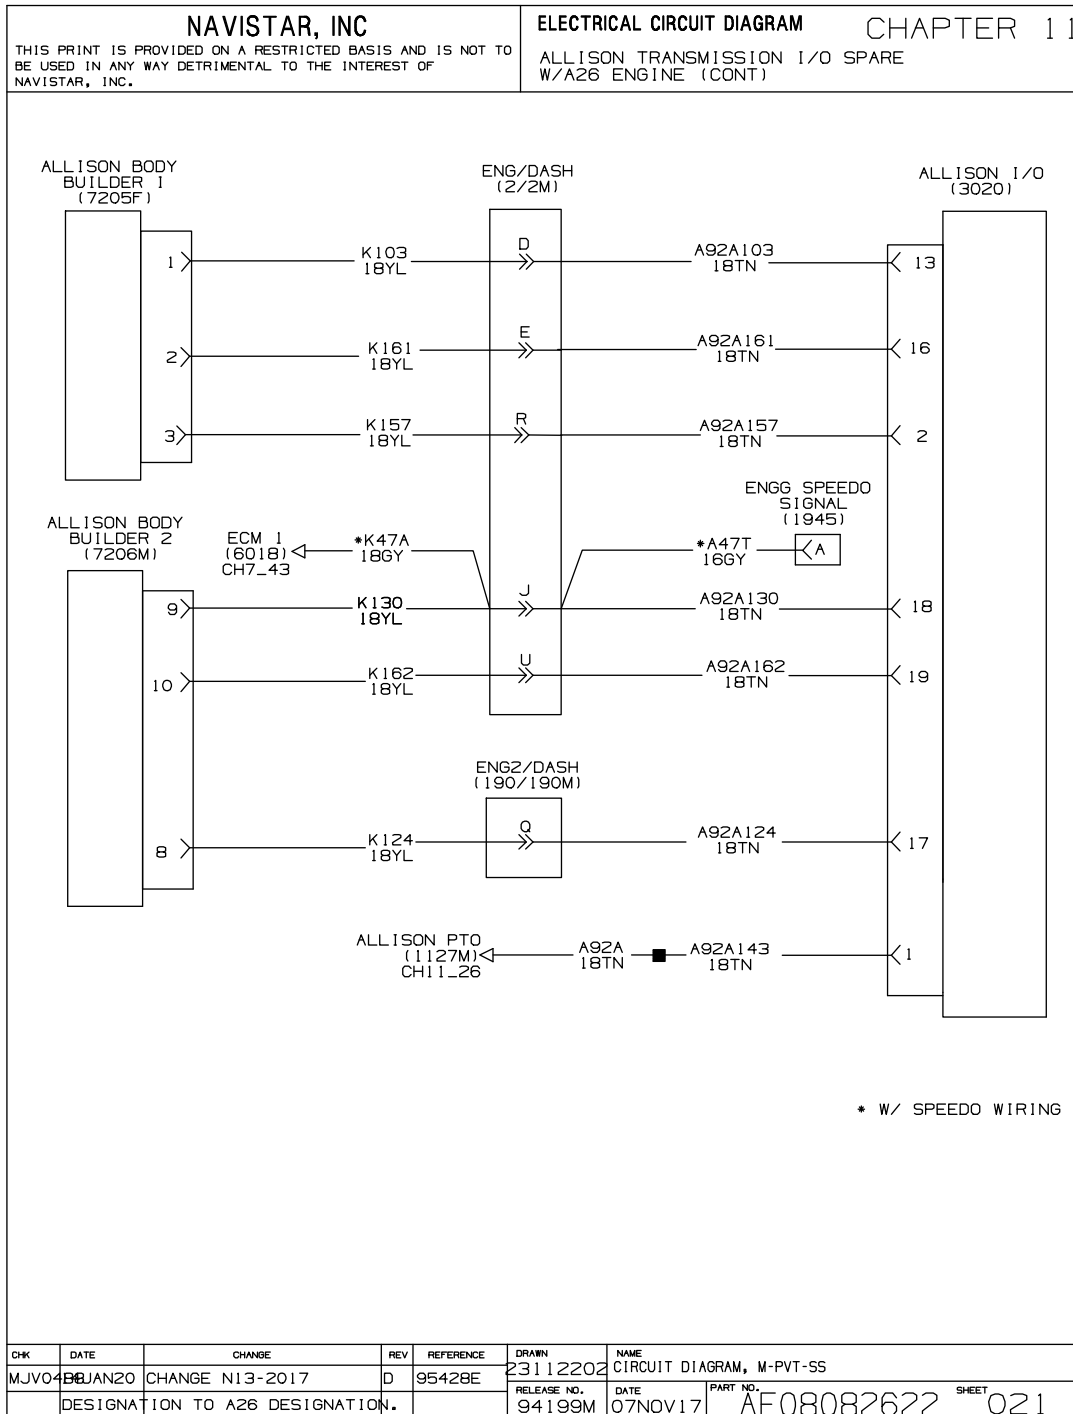 NAVISTAR, INC
THIS PRINT IS PROVIDED ON A RESTRICTED BASIS AND IS NOT TO
BE USED IN ANY WAY DETRIMENTAL TO THE INTEREST OF
NAVISTAR, INC.
ELECTRICAL CIRCUIT DIAGRAM
CHAPTER 11
ALLISON TRANSMISSION I/O SPARE
W/A26 ENGINE (CONT)
ALLISON BODY
BUILDER 1
(7205F)
ENG/DASH
(2/2M)
ALLISON I/O
(3020)
1
K103
18YL
D
A92A103
18TN
13
2
K161
18YL
E
A92A161
18TN
16
3
K157
18YL
R
A92A157
18TN
2
ENGG SPEEDO
SIGNAL
(1945)
ALLISON BODY
BUILDER 2
(7206M)
ECM 1
(6018)
CH7_43
*K47A
18GY
*A47T
16GY
A
9
K130
18YL
J
A92A130
18TN
18
10
K162
18YL
U
A92A162
18TN
19
ENG2/DASH
(190/190M)
8
K124
18YL
Q
A92A124
18TN
17
ALLISON PTO
(1127M)
CH11_26
A92A
18TN
A92A143
18TN
1
* W/ SPEEDO WIRING
CHK DATE CHANGE REV REFERENCE
CHANGE N13-2017 D 95428E
DESIGNATION TO A26 DESIGNATION.
DRAWN
23112202
NAME
CIRCUIT DIAGRAM, M-PVT-SS
RELEASE NO.
94199M
DATE
07NOV17
PART NO.
AF08082622
SHEET
021